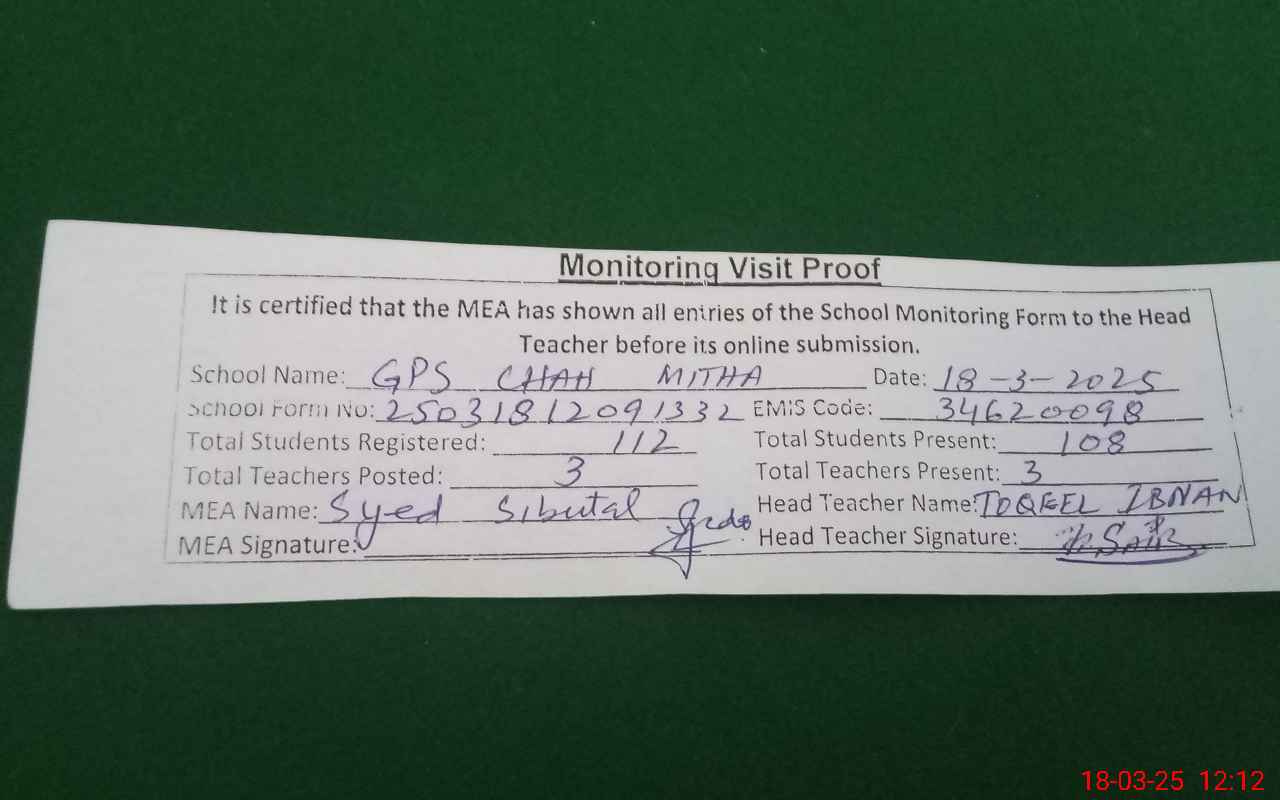 Monitoring Visit Proof
It is certified that the MEA has shown all entries of the School Monitoring Form to the Head
Teacher before its online submission.
School Name: GPS CHAH MITHA Date: 18-3-2025
School Form No: 25031812091332 EMIS Code: 34620098
Total Students Registered: 112 Total Students Present: 108
Total Teachers Posted: 3 Total Teachers Present: 3
MEA Name: Syed Sibutal Head Teacher Name: TOQEEL IBNAN
MEA Signature: Head Teacher Signature:
18-03-25 12:12